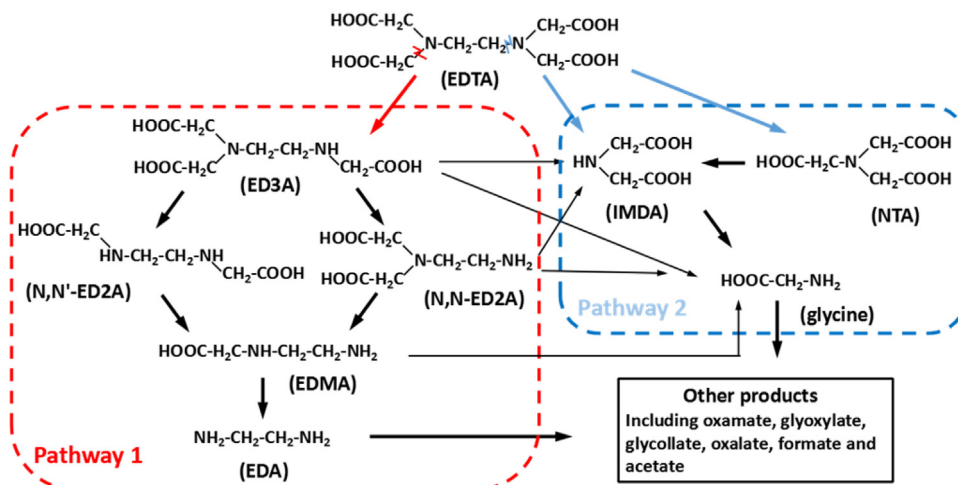 HOOC-H₂C
CH₂-COOH
N-CH₂-CH₂-N
HOOC-H₂C
CH₂-COOH
(EDTA)
HOOC-H₂C
N-CH₂-CH₂-NH
HOOC-H₂C
CH₂-COOH
(ED3A)
CH₂-COOH
HN
CH₂-COOH
(IMDA)
CH₂-COOH
HOOC-H₂C-N
CH₂-COOH
(NTA)
HOOC-H₂C
HN-CH₂-CH₂-NH
CH₂-COOH
(N,N'-ED2A)
HOOC-H₂C
HOOC-H₂C
N-CH₂-CH₂-NH₂
(N,N-ED2A)
HOOC-CH₂-NH₂
(glycine)
Pathway 2
HOOC-H₂C-NH-CH₂-CH₂-NH₂
(EDMA)
NH₂-CH₂-CH₂-NH₂
(EDA)
Pathway 1
Other products
Including oxamate, glyoxylate,
glycollate, oxalate, formate and
acetate